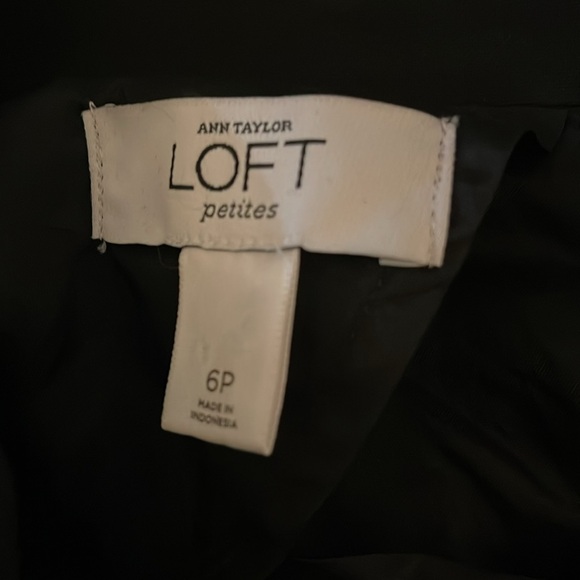 ANN TAYLOR
LOFT
petites
6P
MADE IN
INDONESIA